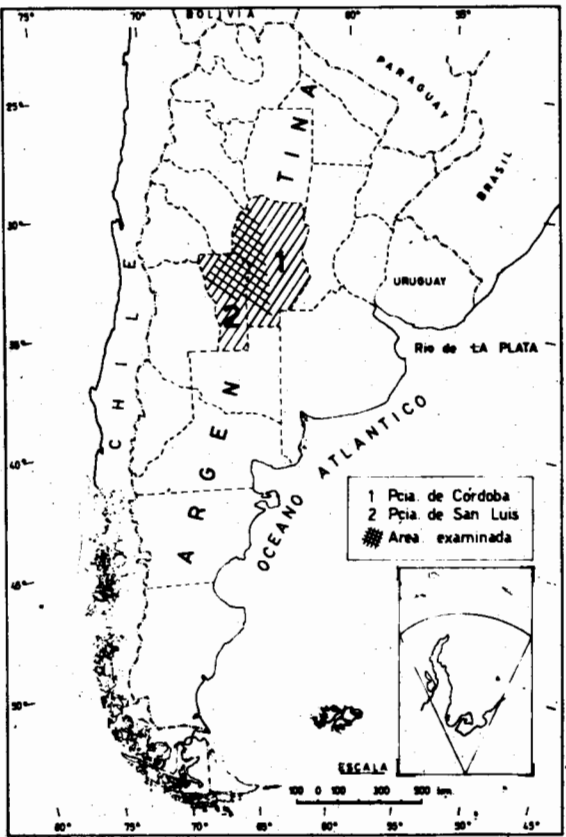 75° 70° 65° 60° 55°
BOLIVIA
PARAGUAY
25°
BRASIL
ARGENTINA
30°
1
URUGUAY
CHILE
2
35°
Rio de LA PLATA
OCEANO ATLANTICO
40°
1 Pcia. de Córdoba
2 Pcia. de San Luis
Area examinada
45°
50°
ESCALA
100 0 100 300 500 km.
80° 75° 70° 65° 60° 55° 50° 45°